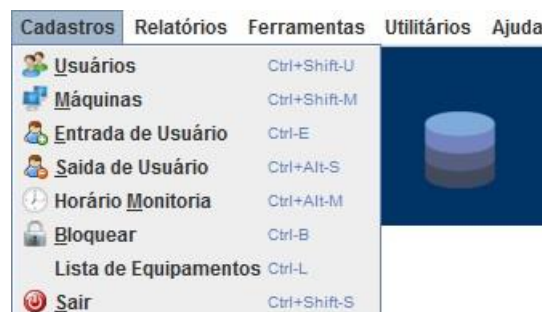 Cadastros Relatórios Ferramentas Utilitários Ajuda
Usuários Ctrl+Shift-U
Máquinas Ctrl+Shift-M
Entrada de Usuário Ctrl-E
Saida de Usuário Ctrl+Alt-S
Horário Monitoria Ctrl+Alt-M
Bloquear Ctrl-B
Lista de Equipamentos Ctrl-L
Sair Ctrl+Shift-S